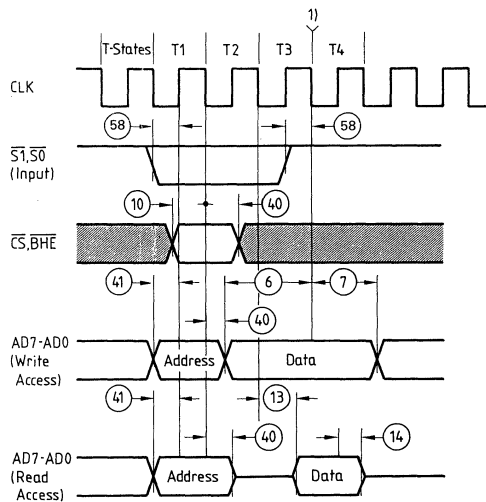 1)
T-States T1 T2 T3 T4
CLK
58 58
S1,S0
(Input)
10 40
CS,BHE
41 6 7
40
AD7-AD0
(Write
Access)
Address Data
41 13
40 14
AD7-AD0
(Read
Access)
Address Data